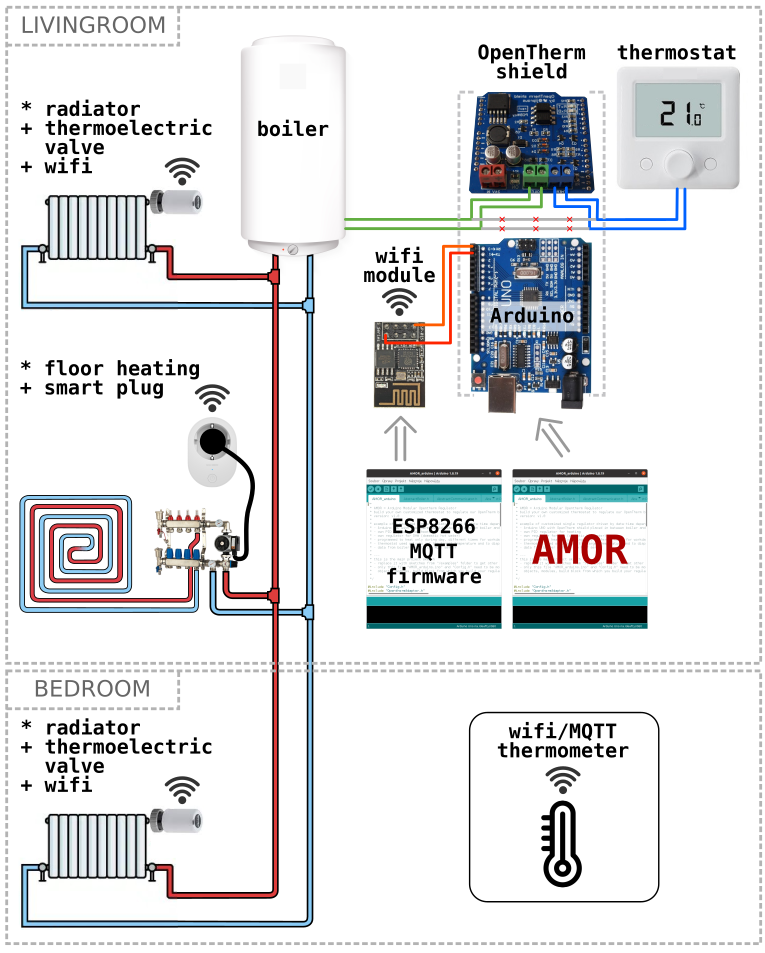 LIVINGROOM
* radiator
+ thermoelectric
valve
+ wifi
boiler
OpenTherm
shield
thermostat
21.0
°C
wifi
module
Arduino
* floor heating
+ smart plug
ESP8266
MQTT
firmware
AMOR
BEDROOM
* radiator
+ thermoelectric
valve
+ wifi
wifi/MQTT
thermometer